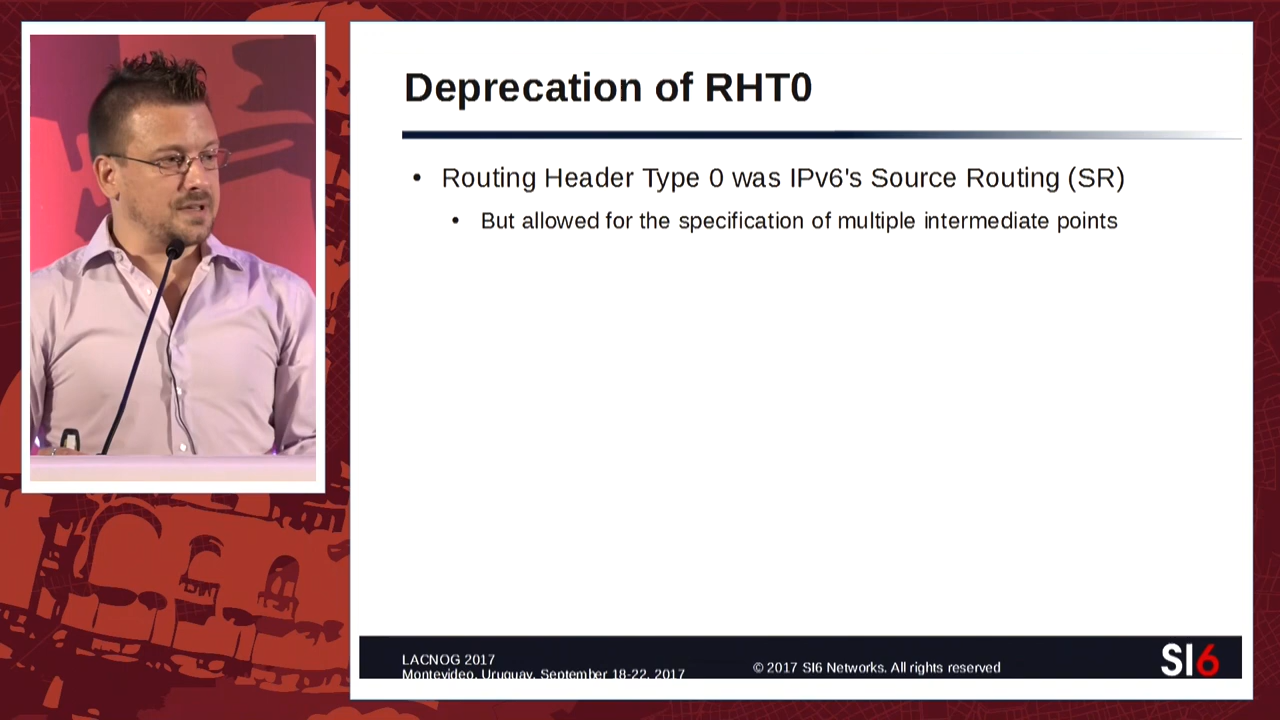 Deprecation of RHT0
• Routing Header Type 0 was IPv6's Source Routing (SR)
• But allowed for the specification of multiple intermediate points
LACNOG 2017
Montevideo, Uruguay, September 18-22, 2017
© 2017 SI6 Networks. All rights reserved
SI6